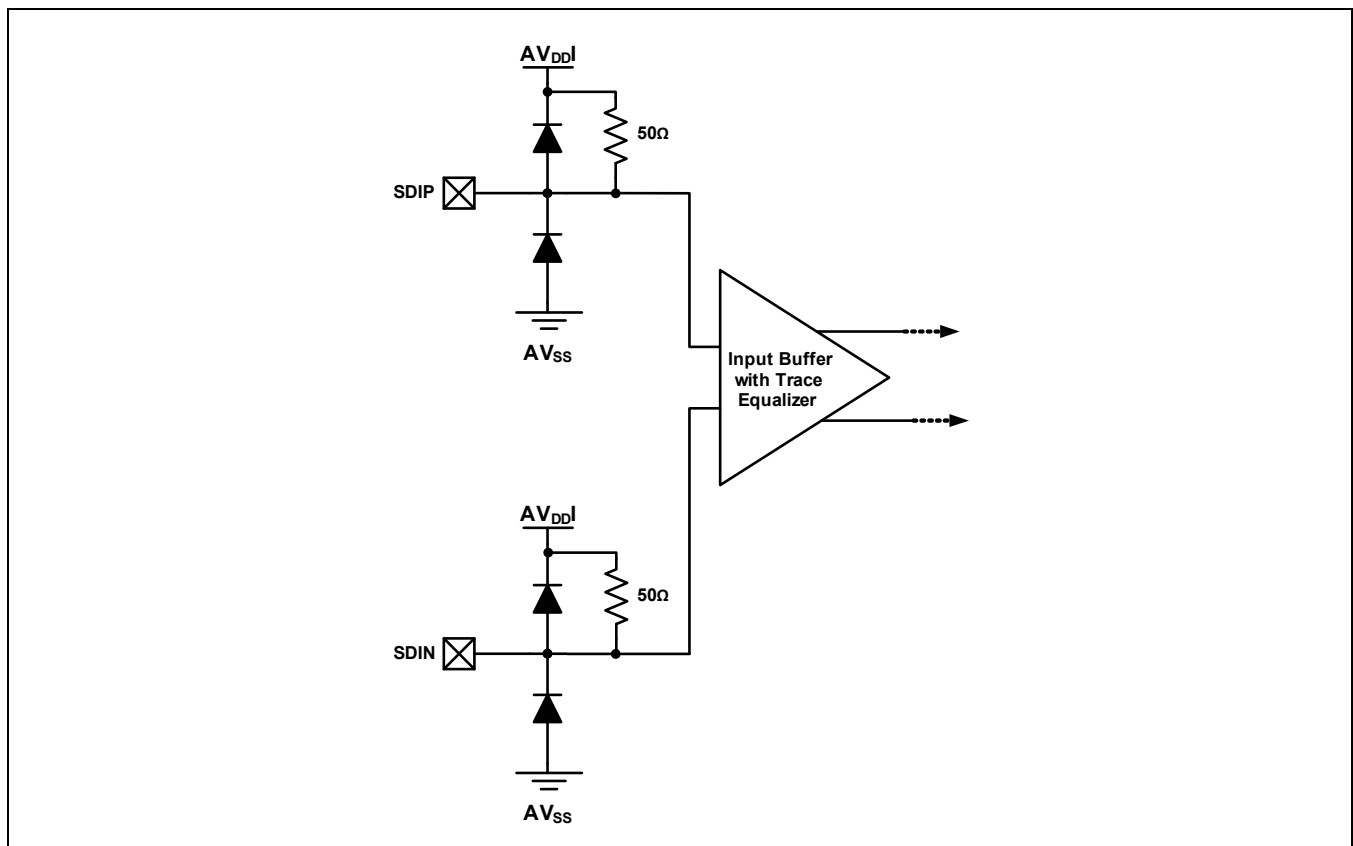 AVDDI
50Ω
SDIP
AVSS
Input Buffer
with Trace
Equalizer
AVDDI
50Ω
SDIN
AVSS